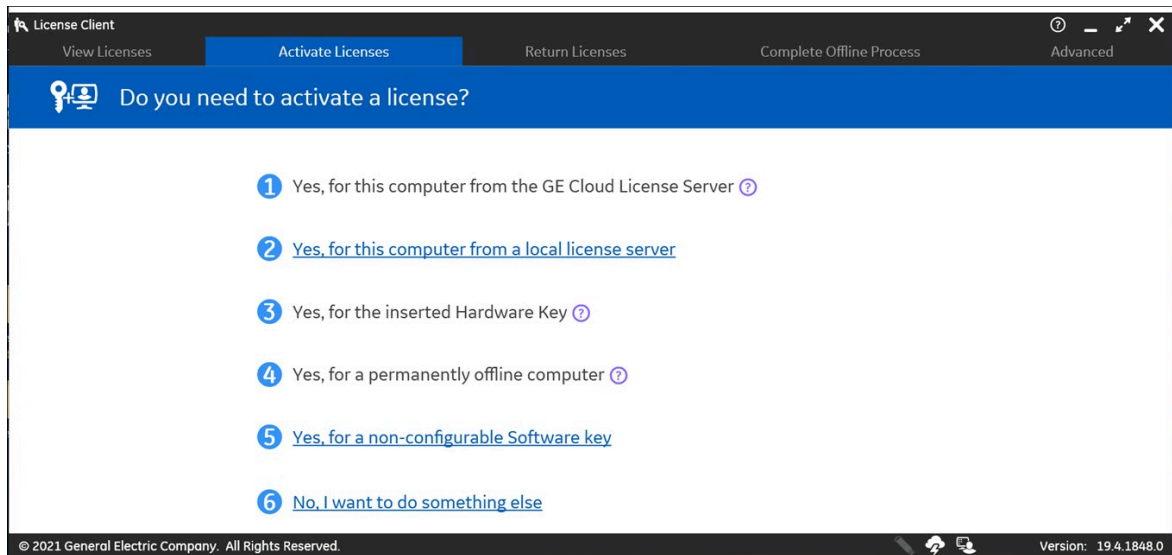 License Client
View Licenses Activate Licenses Return Licenses Complete Offline Process Advanced
Do you need to activate a license?
1 Yes, for this computer from the GE Cloud License Server ?
2 Yes, for this computer from a local license server
3 Yes, for the inserted Hardware Key ?
4 Yes, for a permanently offline computer ?
5 Yes, for a non-configurable Software key
6 No, I want to do something else
© 2021 General Electric Company. All Rights Reserved. Version: 19.4.1848.0